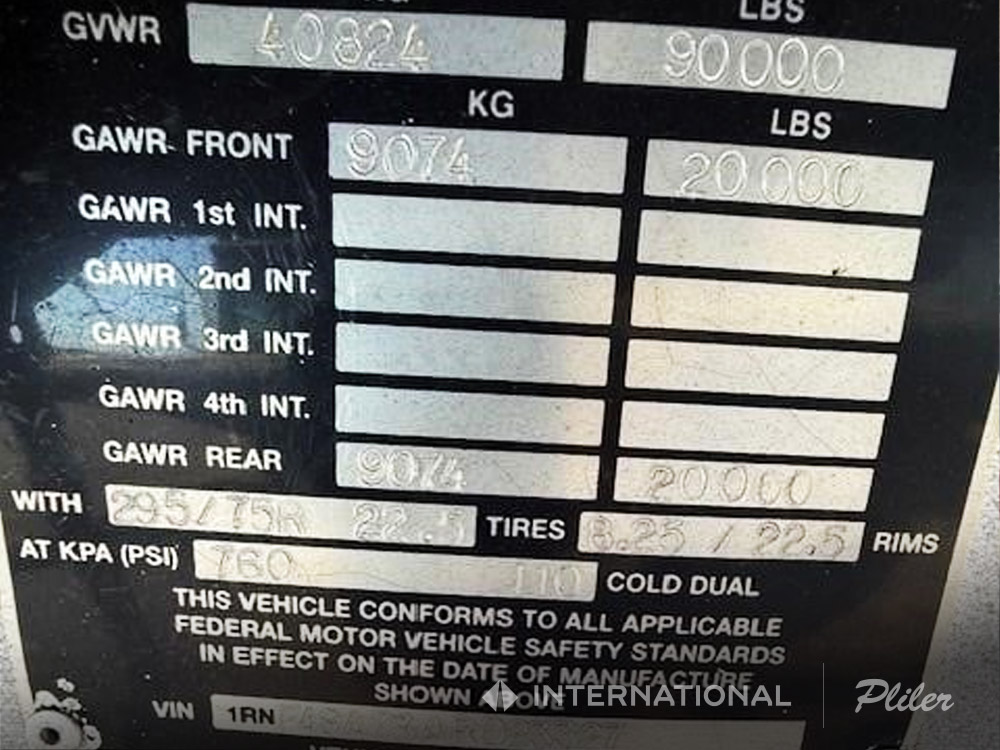 LBS
GVWR 40824 90000
KG LBS
GAWR FRONT 9074 20000
GAWR 1st INT.
GAWR 2nd INT.
GAWR 3rd INT.
GAWR 4th INT.
GAWR REAR 9074 20000
WITH 295/75R 22.5 TIRES 8.25 / 22.5 RIMS
AT KPA (PSI) 760 110 COLD DUAL
THIS VEHICLE CONFORMS TO ALL APPLICABLE
FEDERAL MOTOR VEHICLE SAFETY STANDARDS
IN EFFECT ON THE DATE OF MANUFACTURE
SHOWN ABOVE
INTERNATIONAL Pliler
VIN 1RN